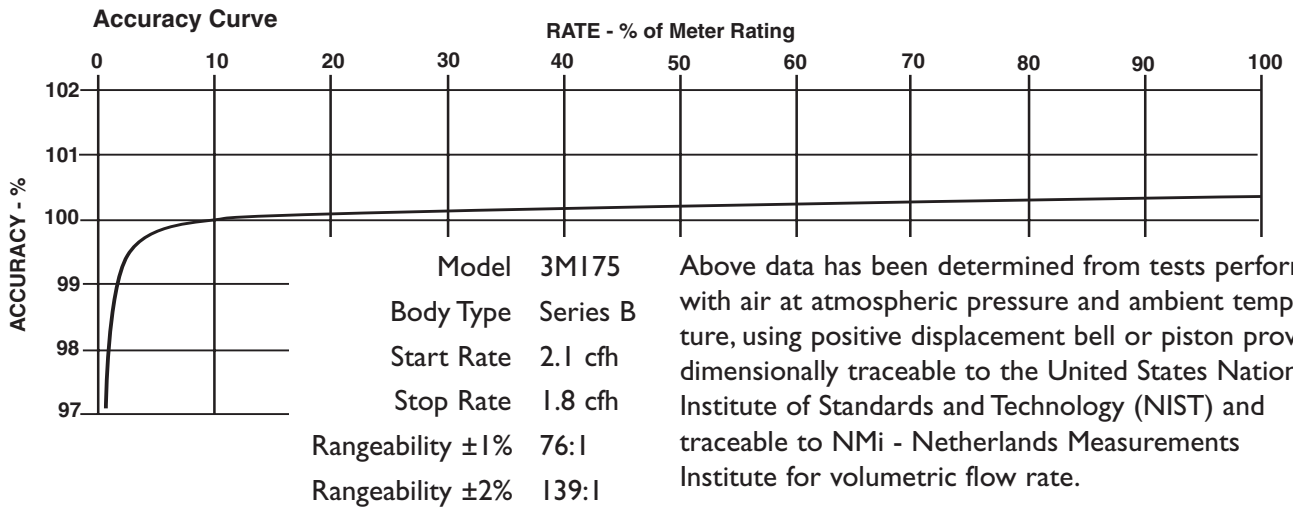 Accuracy Curve
RATE - % of Meter Rating
0 10 20 30 40 50 60 70 80 90 100
102
101
100
99
98
97
ACCURACY - %
Model 3M175
Body Type Series B
Start Rate 2.1 cfh
Stop Rate 1.8 cfh
Rangeability ±1% 76:1
Rangeability ±2% 139:1
Above data has been determined from tests perform
with air at atmospheric pressure and ambient temp
ture, using positive displacement bell or piston prov
dimensionally traceable to the United States Nation
Institute of Standards and Technology (NIST) and
traceable to NMi - Netherlands Measurements
Institute for volumetric flow rate.